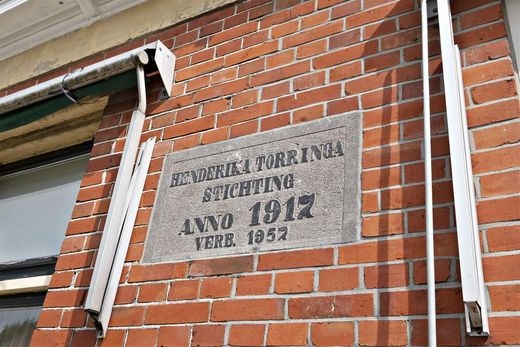 HENDERIKA TORRINGA
STICHTING
ANNO 1917
VERB. 1957